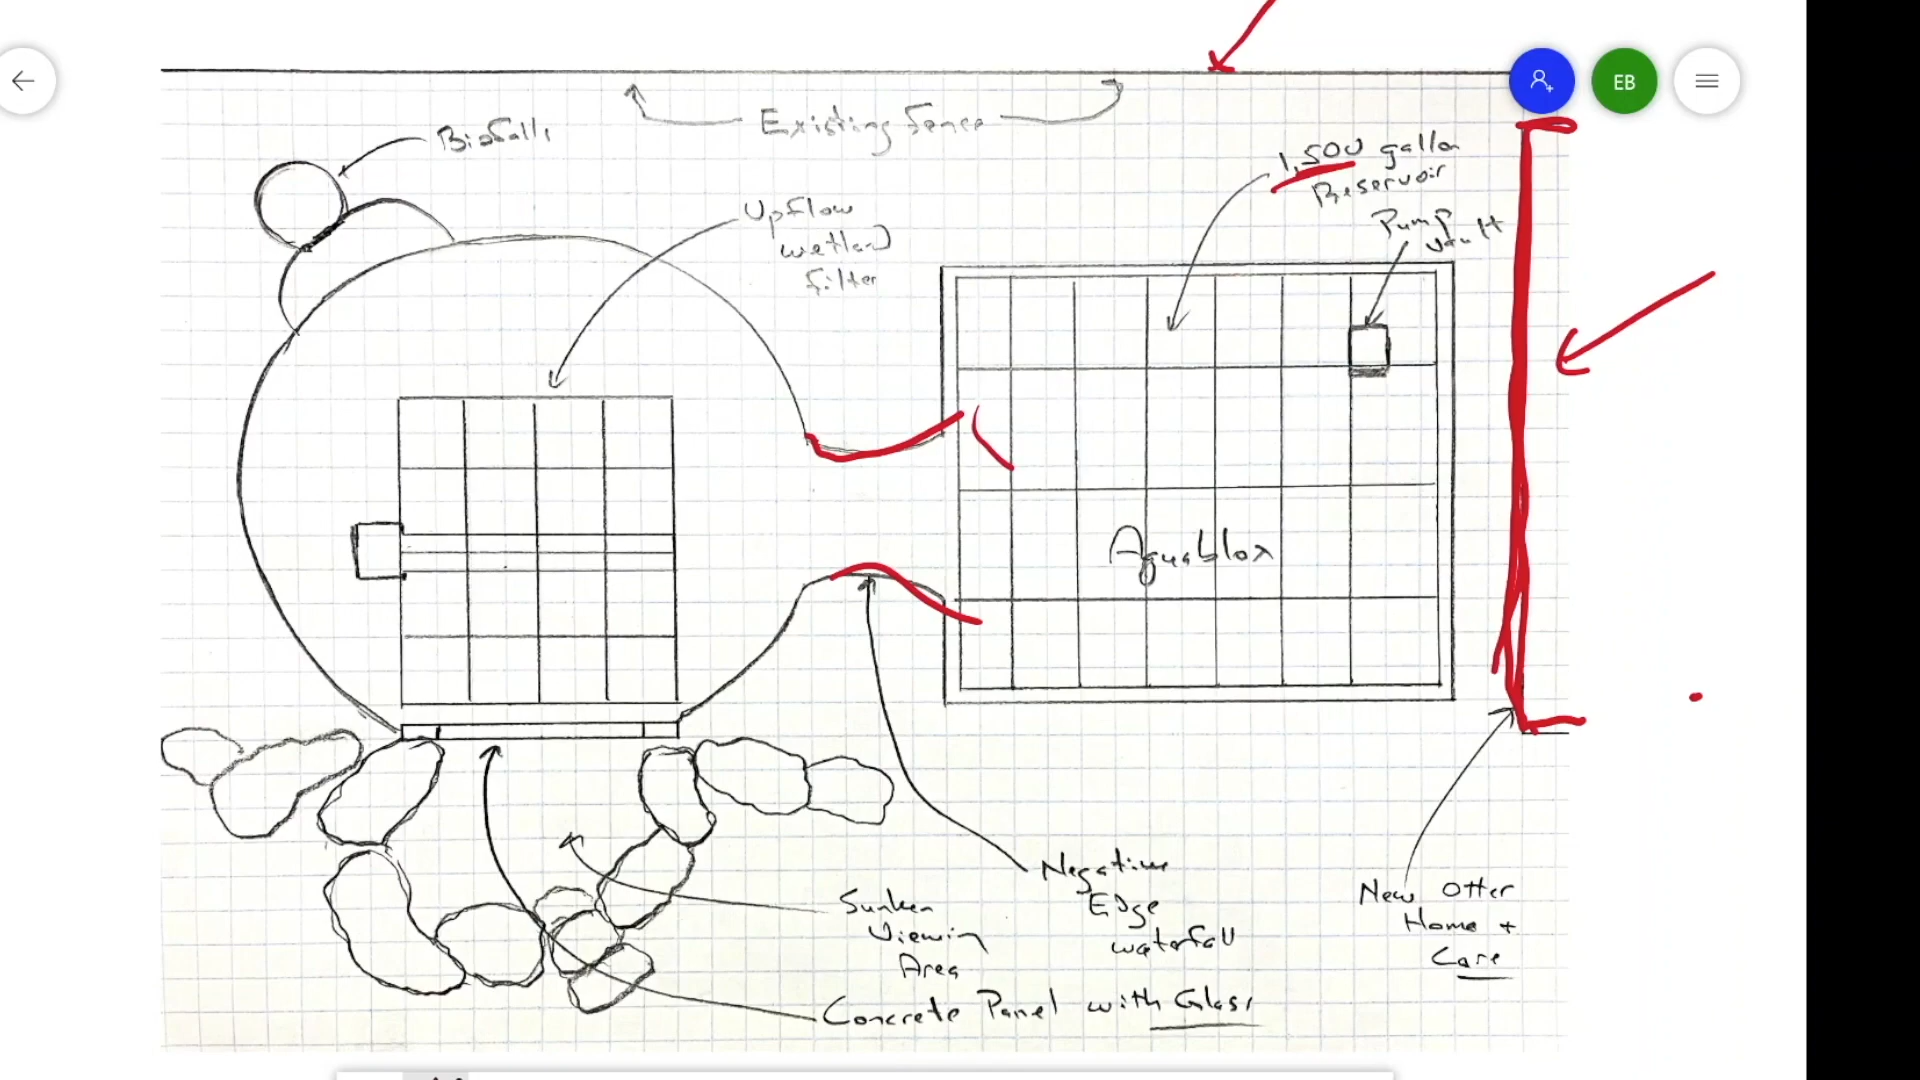 EB
Existing fence
Biofalls
1,500 gallon
Reservoir
Upflow
wetland
filter
Pump
Vault
Aquablox
Negative
Edge
waterfall
Sunken
Viewing
Area
New Otter
Home +
Care
Concrete Panel with Glass